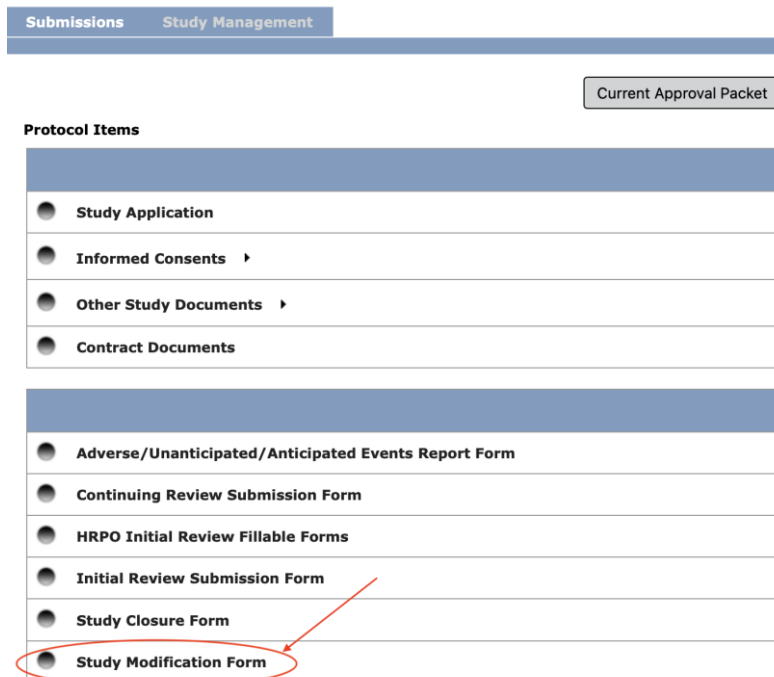 Submissions Study Management
Current Approval Packet
Protocol Items
Study Application
Informed Consents
Other Study Documents
Contract Documents
Adverse/Unanticipated/Anticipated Events Report Form
Continuing Review Submission Form
HRPO Initial Review Fillable Forms
Initial Review Submission Form
Study Closure Form
Study Modification Form